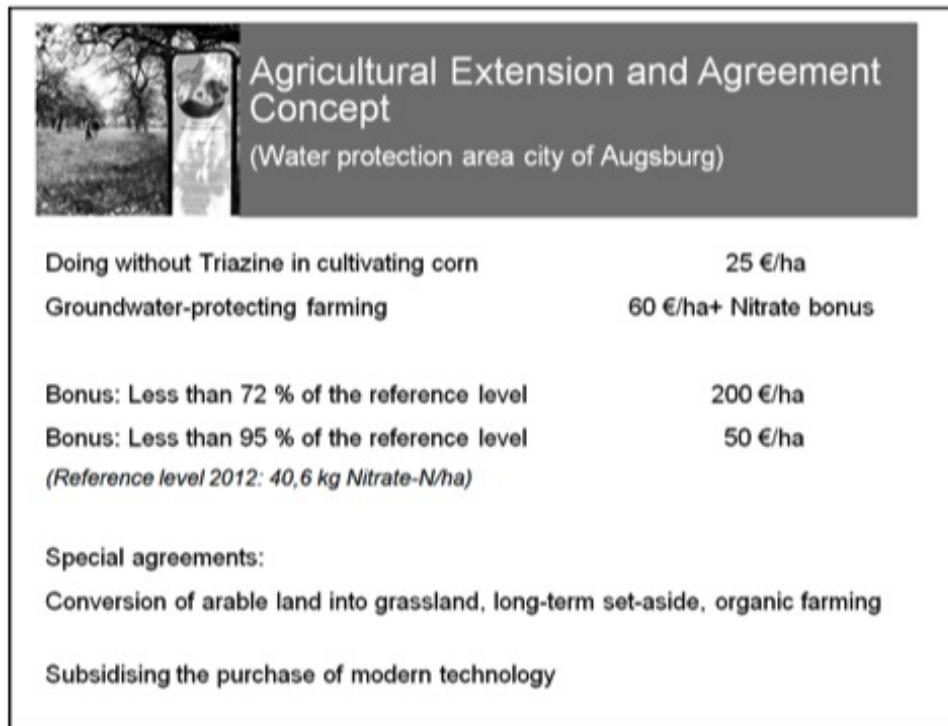 Agricultural Extension and Agreement
Concept
(Water protection area city of Augsburg)
Doing without Triazine in cultivating corn 25 €/ha
Groundwater-protecting farming 60 €/ha+ Nitrate bonus
Bonus: Less than 72 % of the reference level 200 €/ha
Bonus: Less than 95 % of the reference level 50 €/ha
(Reference level 2012: 40,6 kg Nitrate-N/ha)
Special agreements:
Conversion of arable land into grassland, long-term set-aside, organic farming
Subsidising the purchase of modern technology